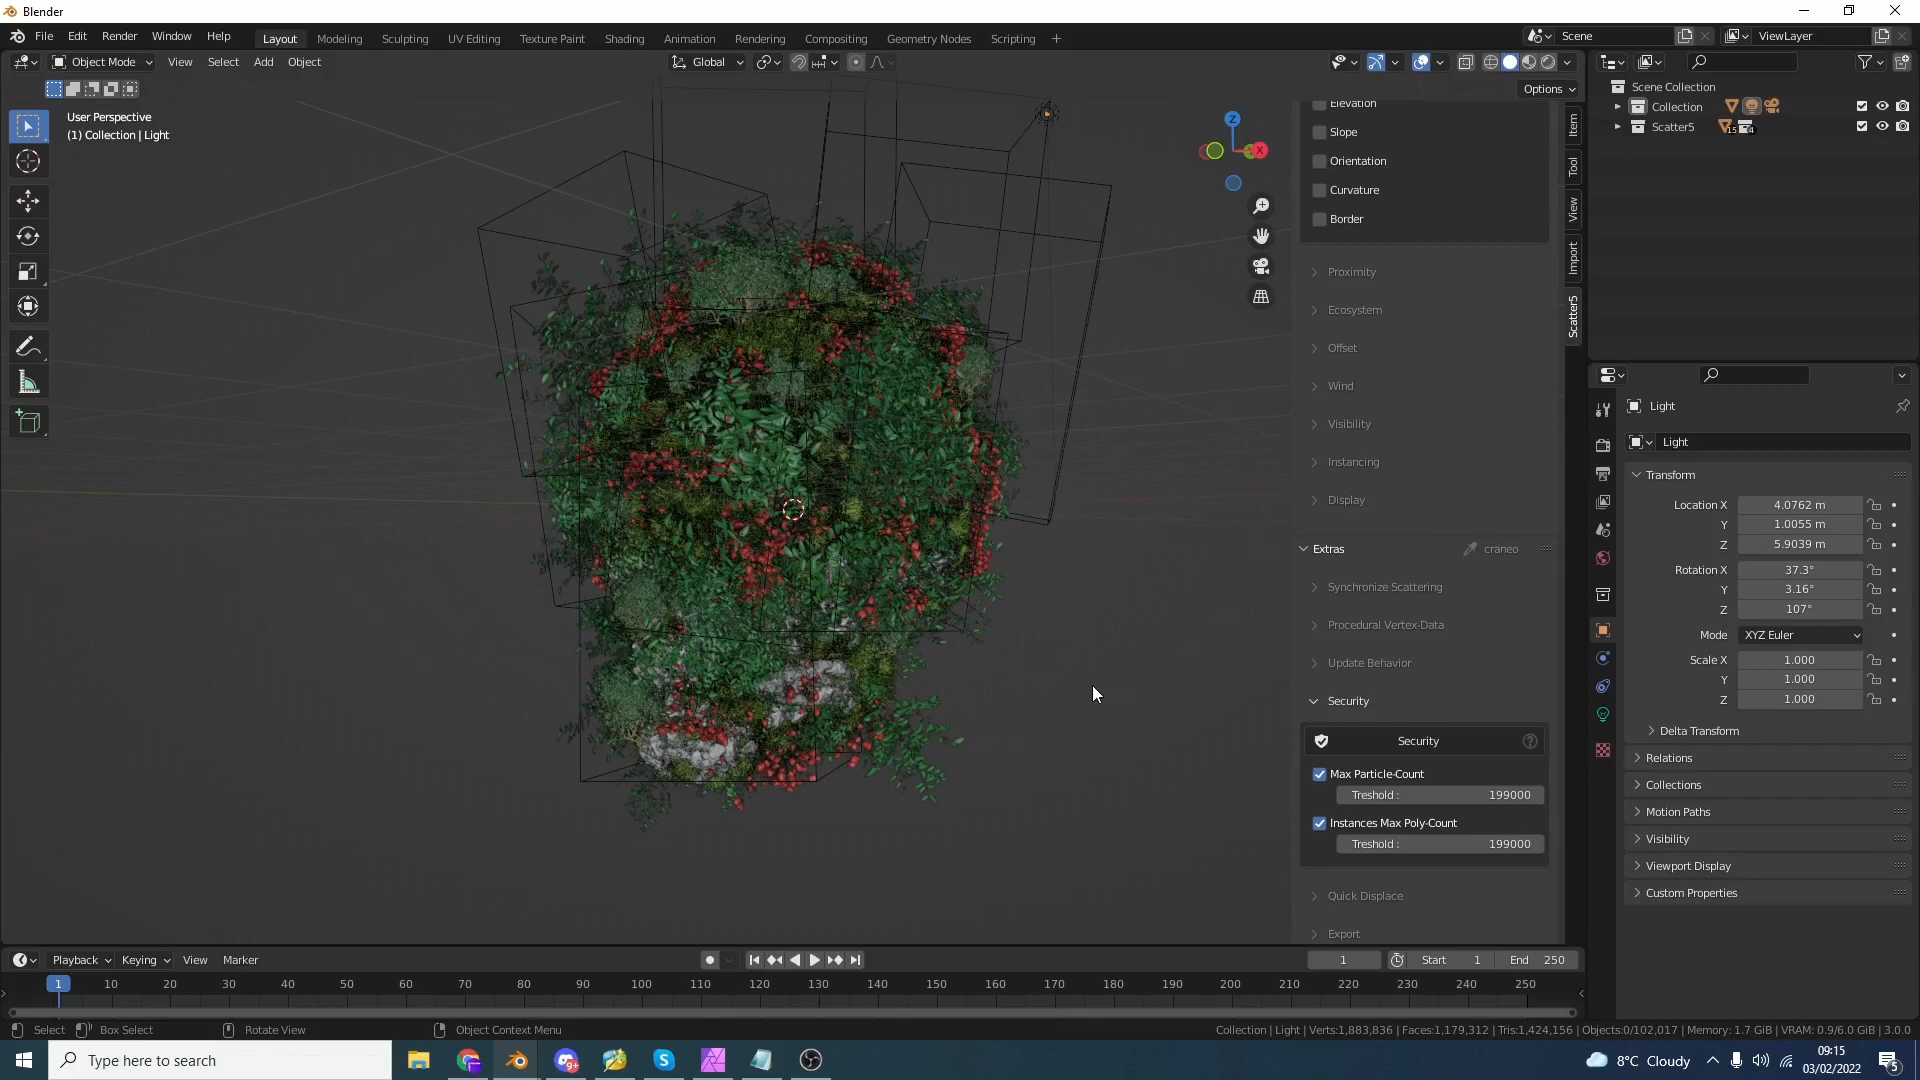 Blender
File Edit Render Window Help Layout Modeling Sculpting UV Editing Texture Paint Shading Animation Rendering Compositing Geometry Nodes Scripting + Scene ViewLayer
Object Mode View Select Add Object Global
Options
User Perspective
(1) Collection | Light
Z
X
Elevation
Slope
Orientation
Curvature
Border
Proximity
Ecosystem
Offset
Wind
Visibility
Instancing
Display
Extras craneo
Synchronize Scattering
Procedural Vertex-Data
Update Behavior
Security
Security
Max Particle-Count
Treshold : 199000
Instances Max Poly-Count
Treshold : 199000
Quick Displace
Export
Item
Tool
View
Import
Scatter5
Scene Collection
Collection
Scatter5 15 4
Light
Light
Transform
Location X 4.0762 m
Y 1.0055 m
Z 5.9039 m
Rotation X 37.3°
Y 3.16°
Z 107°
Mode XYZ Euler
Scale X 1.000
Y 1.000
Z 1.000
Delta Transform
Relations
Collections
Motion Paths
Visibility
Viewport Display
Custom Properties
Playback Keying View Marker 1 Start 1 End 250
1 10 20 30 40 50 60 70 80 90 100 110 120 130 140 150 160 170 180 190 200 210 220 230 240 250
Select Box Select Rotate View Object Context Menu Collection | Light | Verts:1,883,836 | Faces:1,179,312 | Tris:1,424,156 | Objects:0/102,017 | Memory: 1.7 GiB | VRAM: 0.9/6.0 GiB | 3.0.0
Type here to search
8°C Cloudy
09:15
03/02/2022
5